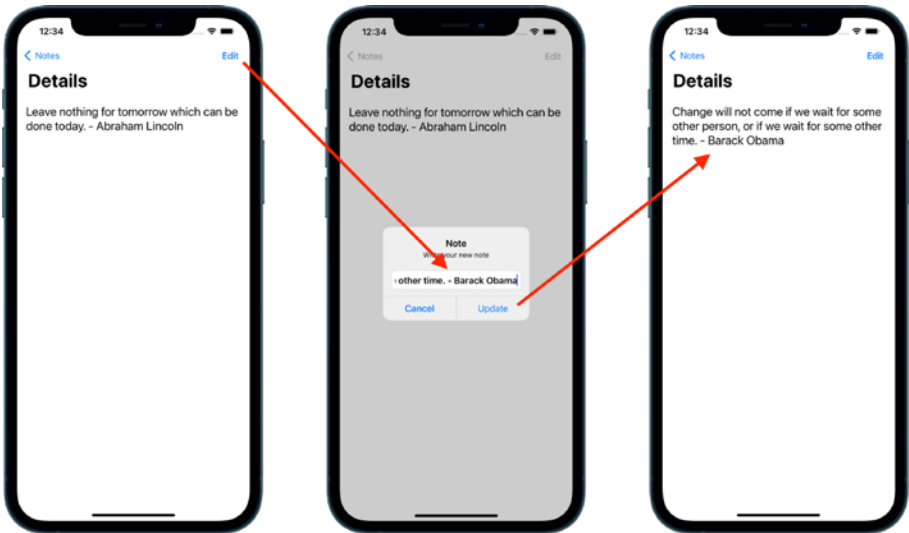 12:34
Notes
Edit
Details
Leave nothing for tomorrow which can be
done today. - Abraham Lincoln
12:34
Notes
Edit
Details
Leave nothing for tomorrow which can be
done today. - Abraham Lincoln
Note
Write your new note
other time. - Barack Obama
Cancel
Update
12:34
Notes
Edit
Details
Change will not come if we wait for some
other person, or if we wait for some other
time. - Barack Obama